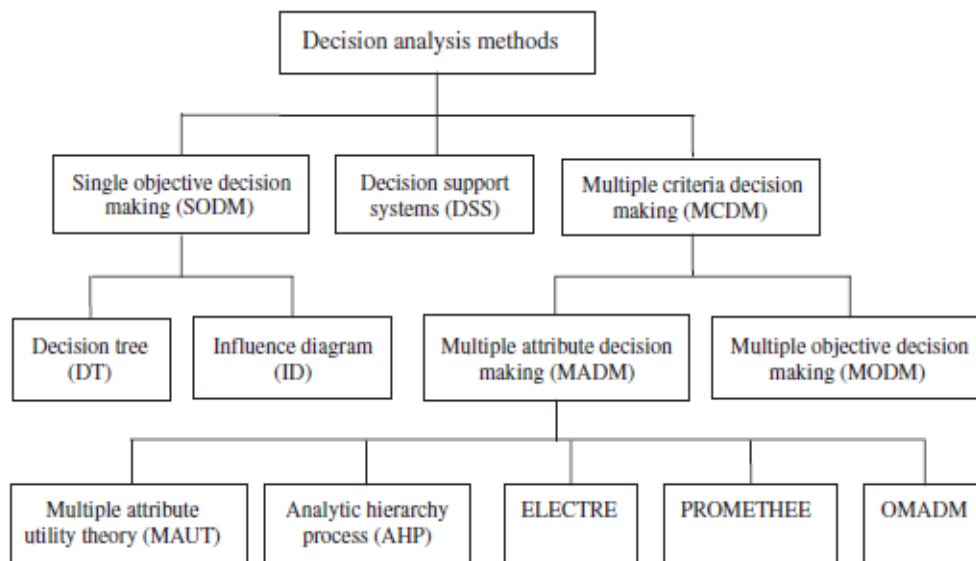 Decision analysis methods
Single objective decision
making (SODM)
Decision support
systems (DSS)
Multiple criteria decision
making (MCDM)
Decision tree
(DT)
Influence diagram
(ID)
Multiple attribute decision
making (MADM)
Multiple objective decision
making (MODM)
Multiple attribute
utility theory (MAUT)
Analytic hierarchy
process (AHP)
ELECTRE
PROMETHEE
OMADM